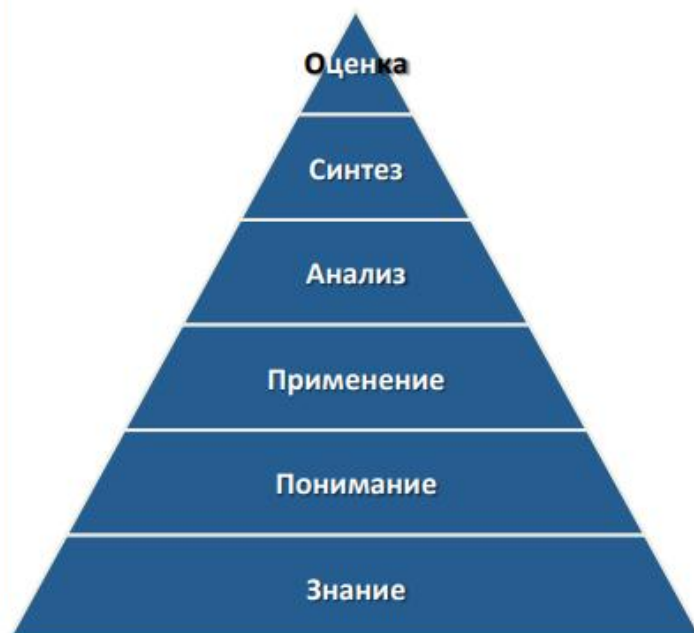 Оценка
Синтез
Анализ
Применение
Понимание
Знание